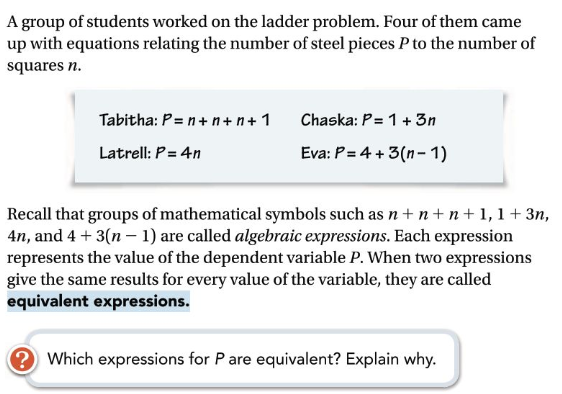 A group of students worked on the ladder problem. Four of them came
up with equations relating the number of steel pieces P to the number of
squares n.
Tabitha: P = n + n + n + 1 Chaska: P = 1 + 3n
Latrell: P = 4n Eva: P = 4 + 3(n − 1)
Recall that groups of mathematical symbols such as n + n + n + 1, 1 + 3n,
4n, and 4 + 3(n − 1) are called algebraic expressions. Each expression
represents the value of the dependent variable P. When two expressions
give the same results for every value of the variable, they are called
equivalent expressions.
? Which expressions for P are equivalent? Explain why.